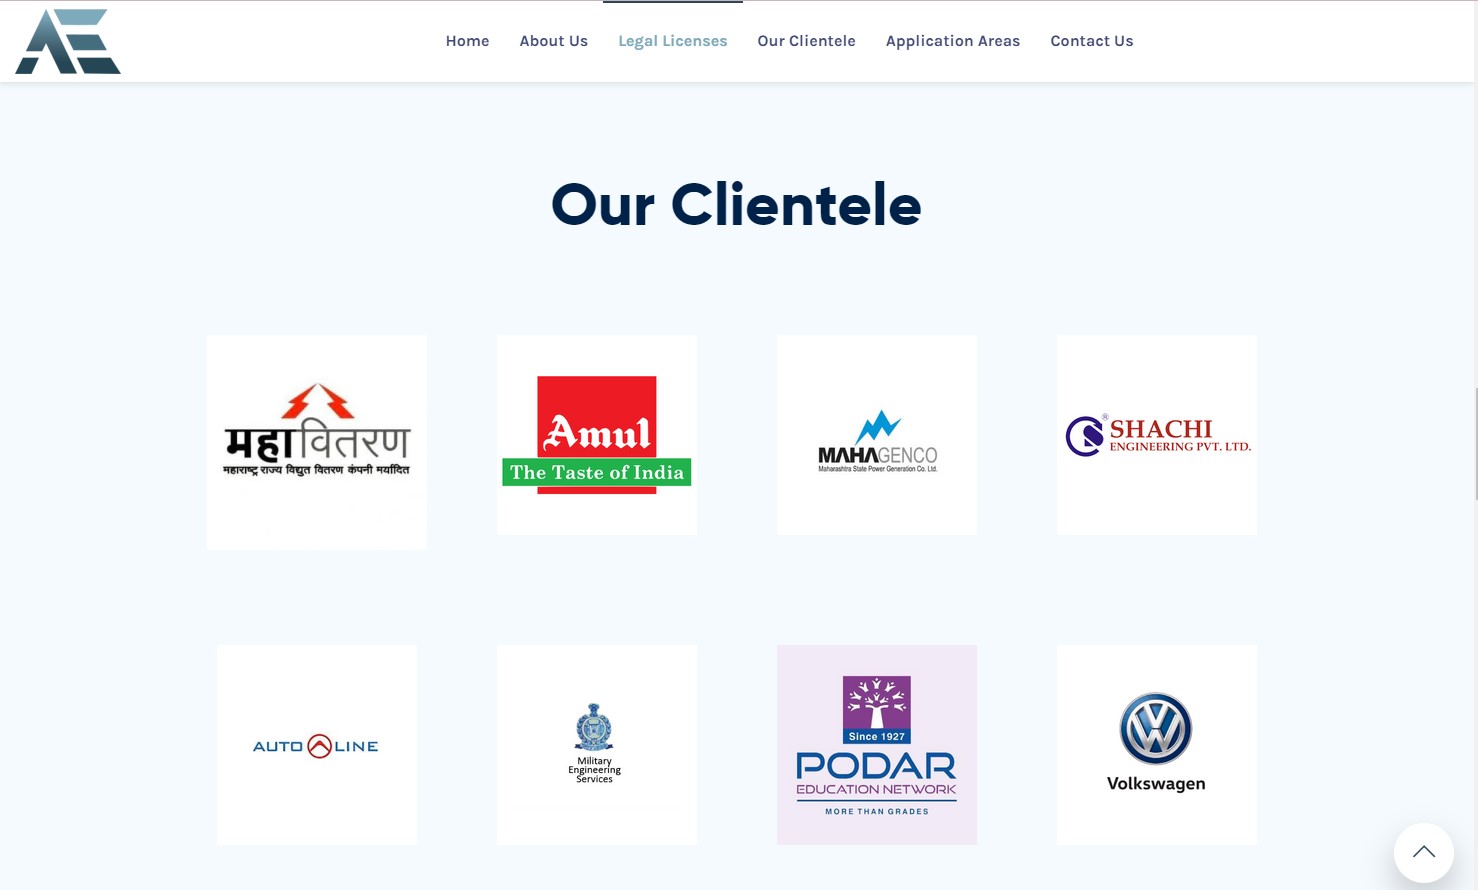 AE
Home About Us Legal Licenses Our Clientele Application Areas Contact Us
Our Clientele
महावितरण
महाराष्ट्र राज्य विद्युत वितरण कंपनी मर्यादित
Amul
The Taste of India
MAHAGENCO
Maharashtra State Power Generation Co. Ltd.
® SHACHI
ENGINEERING PVT. LTD.
AUTO LINE
Military
Engineering
Services
Since 1927
PODAR
EDUCATION NETWORK
MORE THAN GRADES
Volkswagen